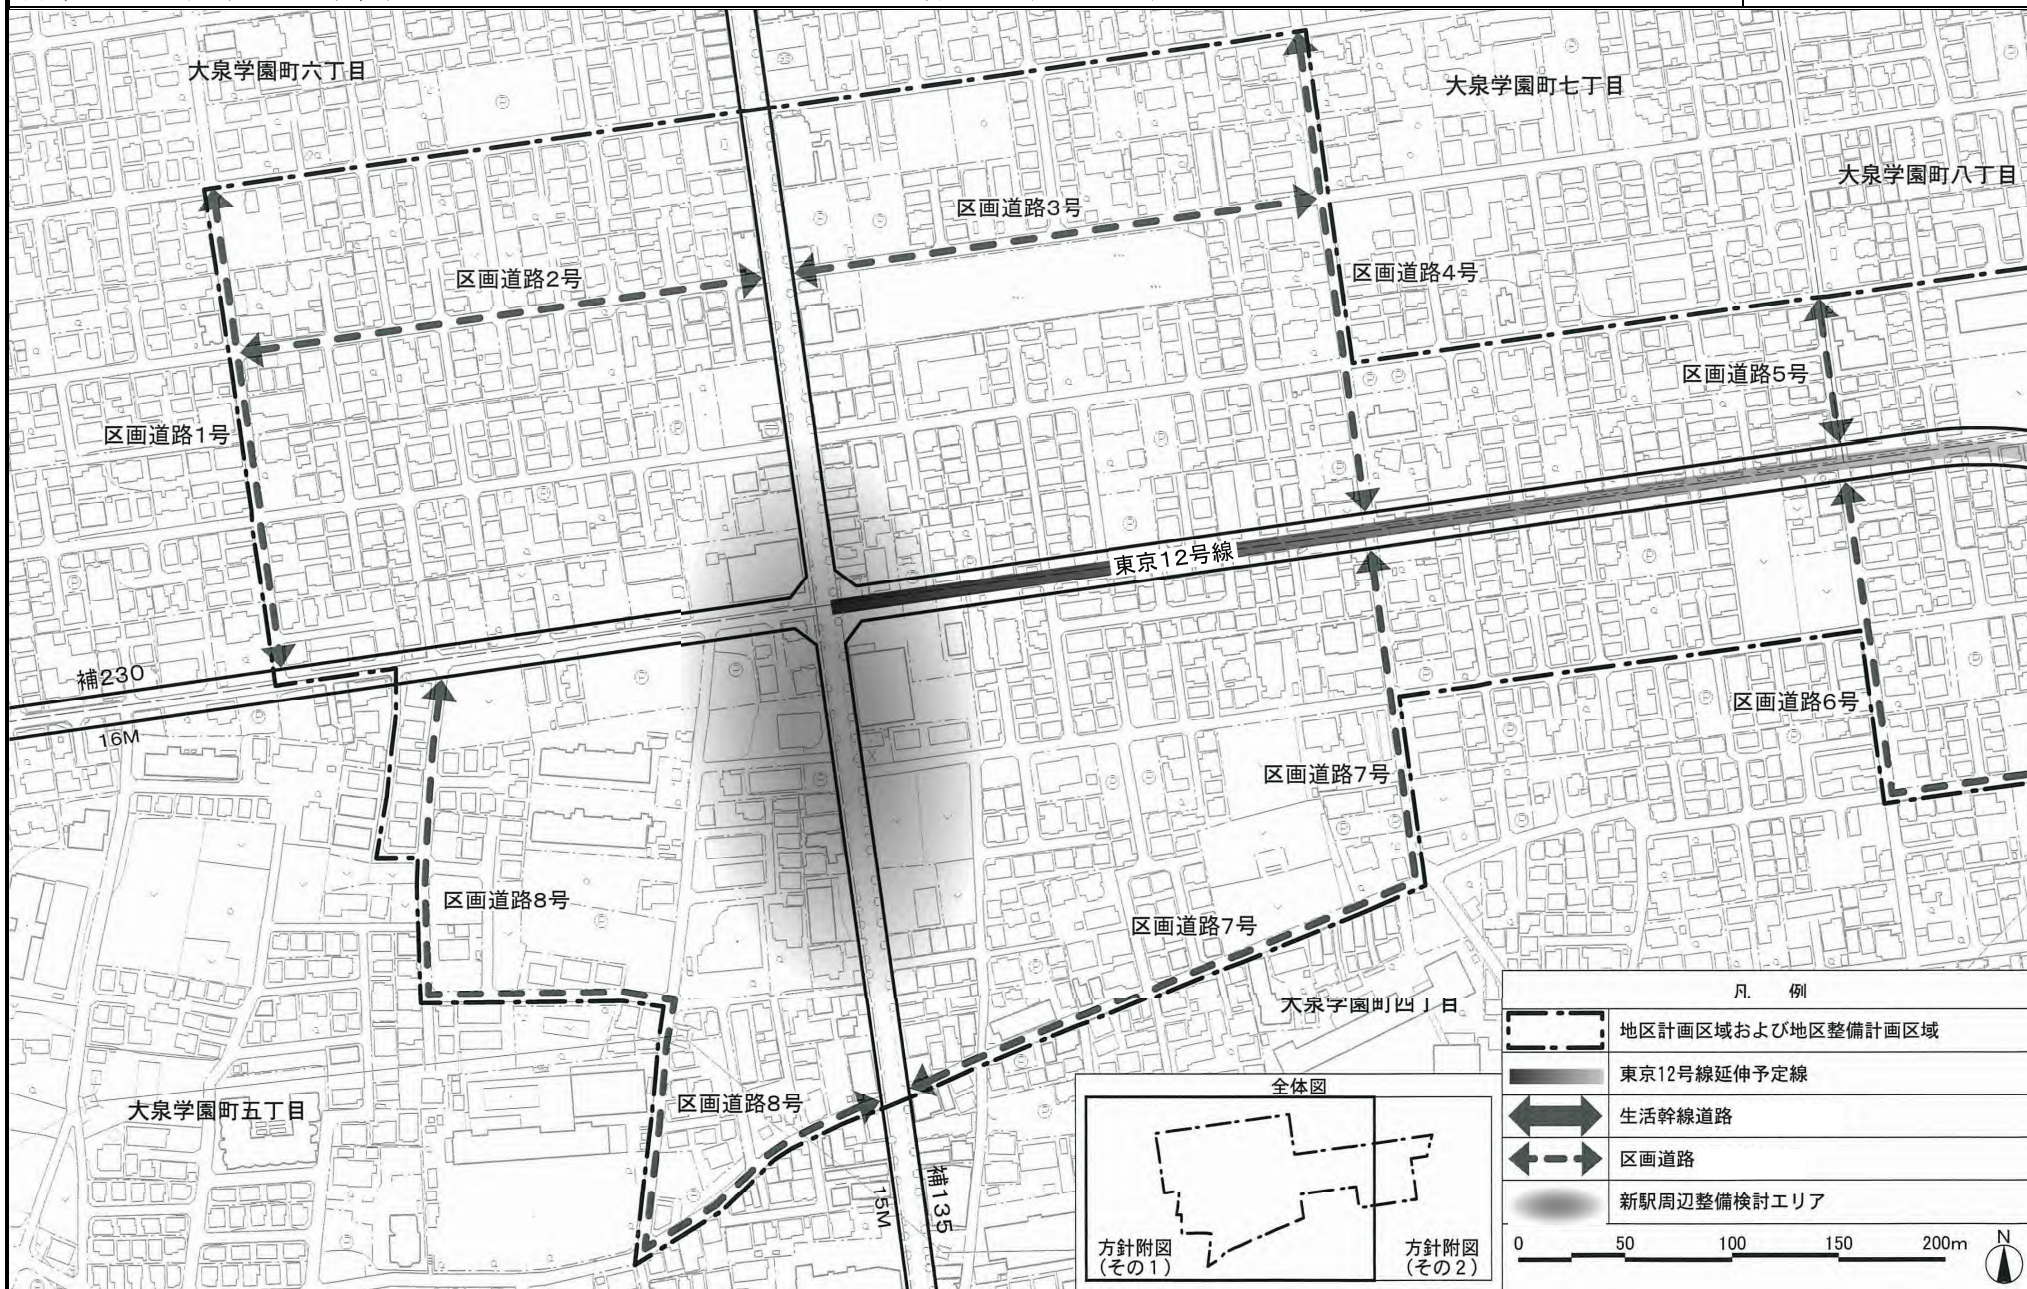 大泉学園町六丁目
大泉学園町七丁目
大泉学園町八丁目
区画道路3号
区画道路2号
区画道路4号
区画道路5号
区画道路1号
東京12号線
補230
16M
区画道路6号
区画道路7号
区画道路8号
区画道路7号
大泉学園町四丁目
大泉学園町五丁目
区画道路8号
補135
15M
全体図
方針附図
(その1)
方針附図
(その2)
凡 例
地区計画区域および地区整備計画区域
東京12号線延伸予定線
生活幹線道路
区画道路
新駅周辺整備検討エリア
0 50 100 150 200m
N